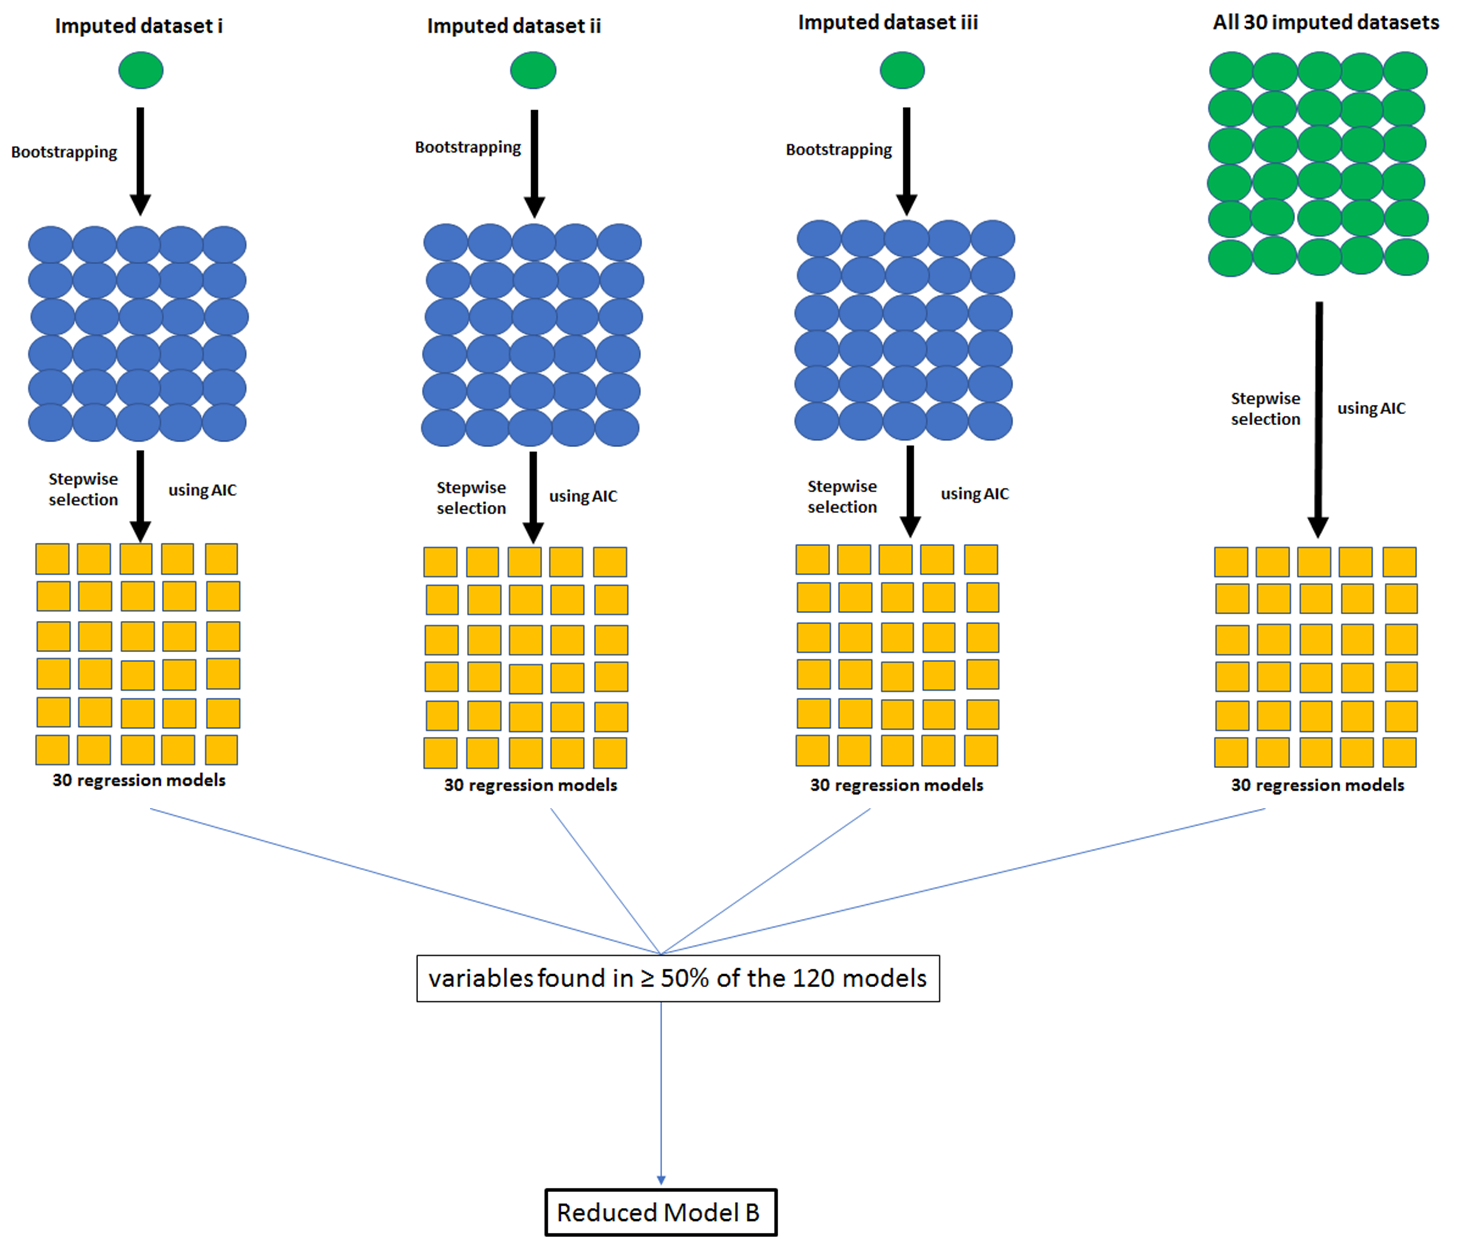 Imputed dataset i
Imputed dataset ii
Imputed dataset iii
All 30 imputed datasets
Bootstrapping
Bootstrapping
Bootstrapping
Stepwise
selection
using AIC
Stepwise
selection
using AIC
Stepwise
selection
using AIC
Stepwise
selection
using AIC
30 regression models
30 regression models
30 regression models
30 regression models
variables found in ≥ 50% of the 120 models
Reduced Model B